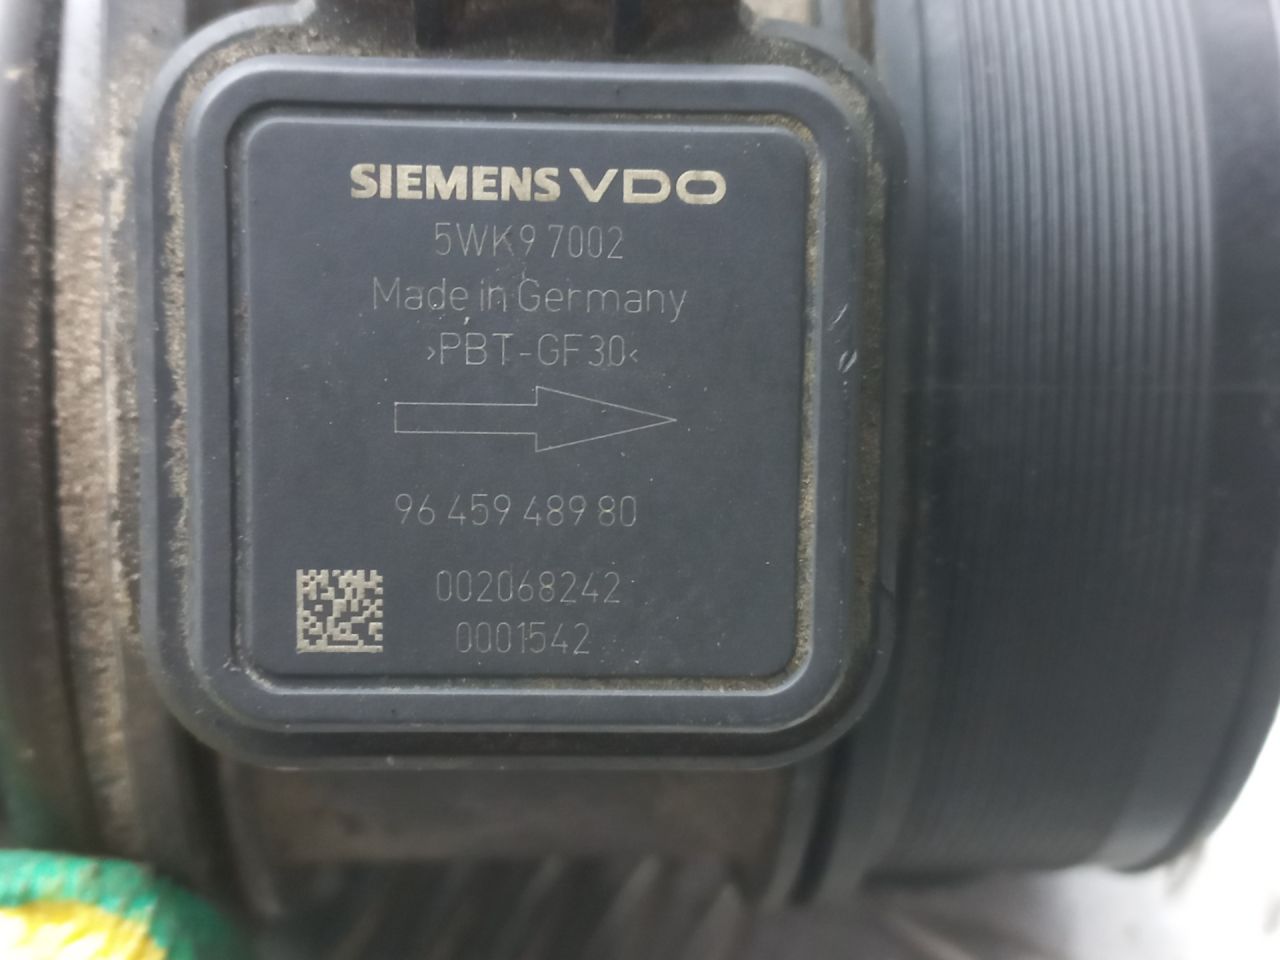 SIEMENS VDO
5WK9 7002
Made in Germany
>PBT-GF30<
96 459 489 80
002068242
0001542